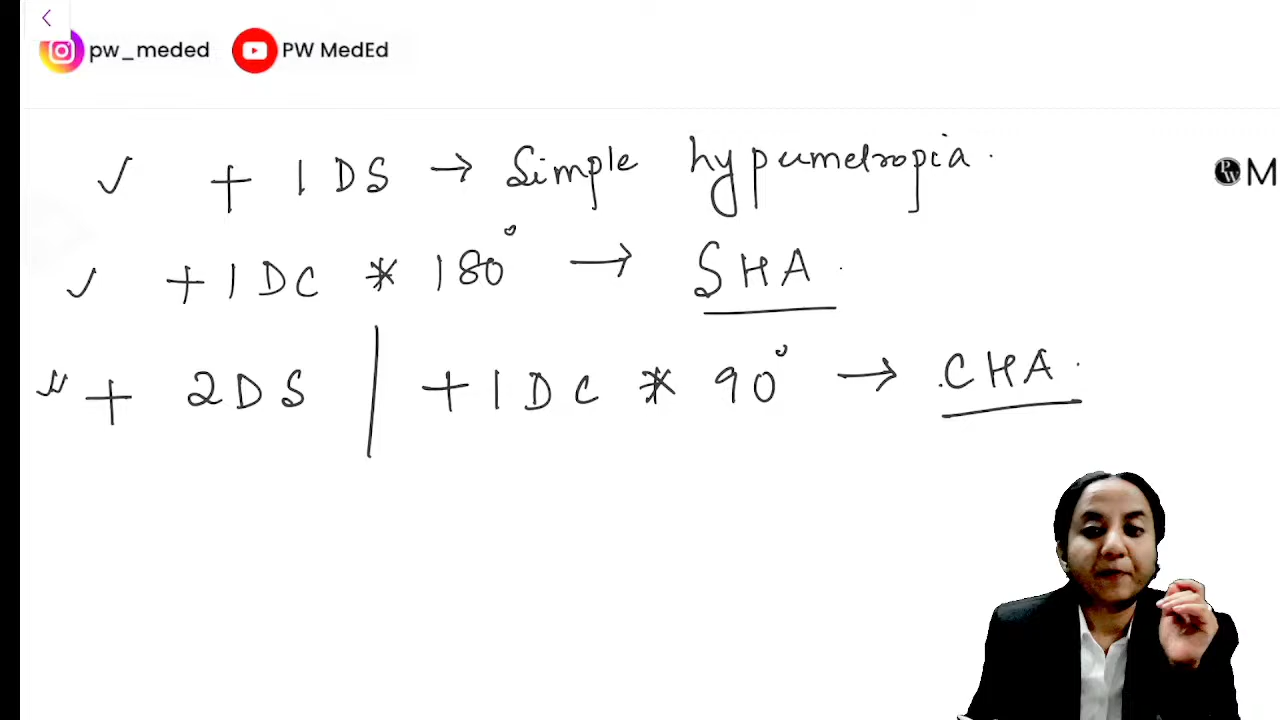 pw_meded PW MedEd
M
✓ + 1 DS → Simple hypermetropia.
✓ + 1 DC * 180° → SHA.
+ 2 DS | + 1 DC * 90° → CHA.